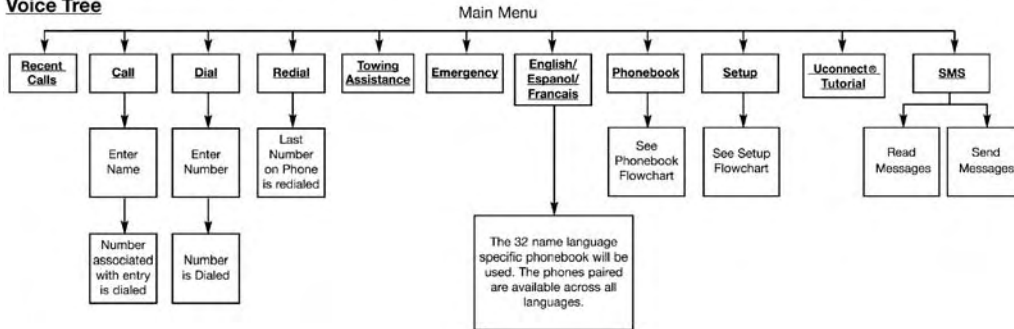 Voice Tree
Main Menu
Recent
Calls
Call
Dial
Redial
Towing
Assistance
Emergency
English/
Espanol/
Francais
Phonebook
Setup
Uconnect®
Tutorial
SMS
Enter
Name
Enter
Number
Last
Number
on Phone
is redialed
See
Phonebook
Flowchart
See Setup
Flowchart
Read
Messages
Send
Messages
Number
associated
with entry
is dialed
Number
is Dialed
The 32 name language
specific phonebook will be
used. The phones paired
are available across all
languages.